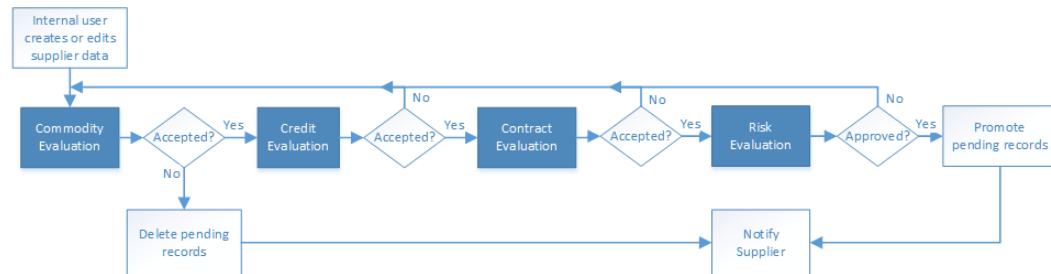 Internal user
creates or edits
supplier data
No
No
No
Commodity
Evaluation
Accepted?
Yes
Credit
Evaluation
Accepted?
Yes
Contract
Evaluation
Accepted?
Yes
Risk
Evaluation
Approved?
Yes
Promote
pending records
No
Delete pending
records
Notify
Supplier